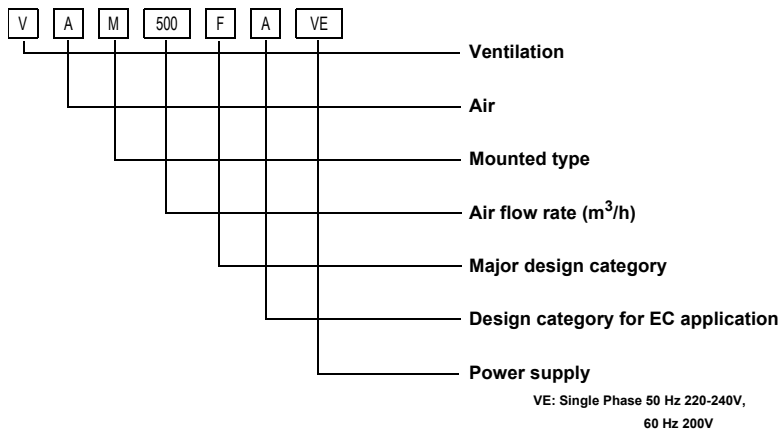 V A M 500 F A VE
Ventilation
Air
Mounted type
Air flow rate (m³/h)
Major design category
Design category for EC application
Power supply
VE: Single Phase 50 Hz 220-240V,
60 Hz 200V